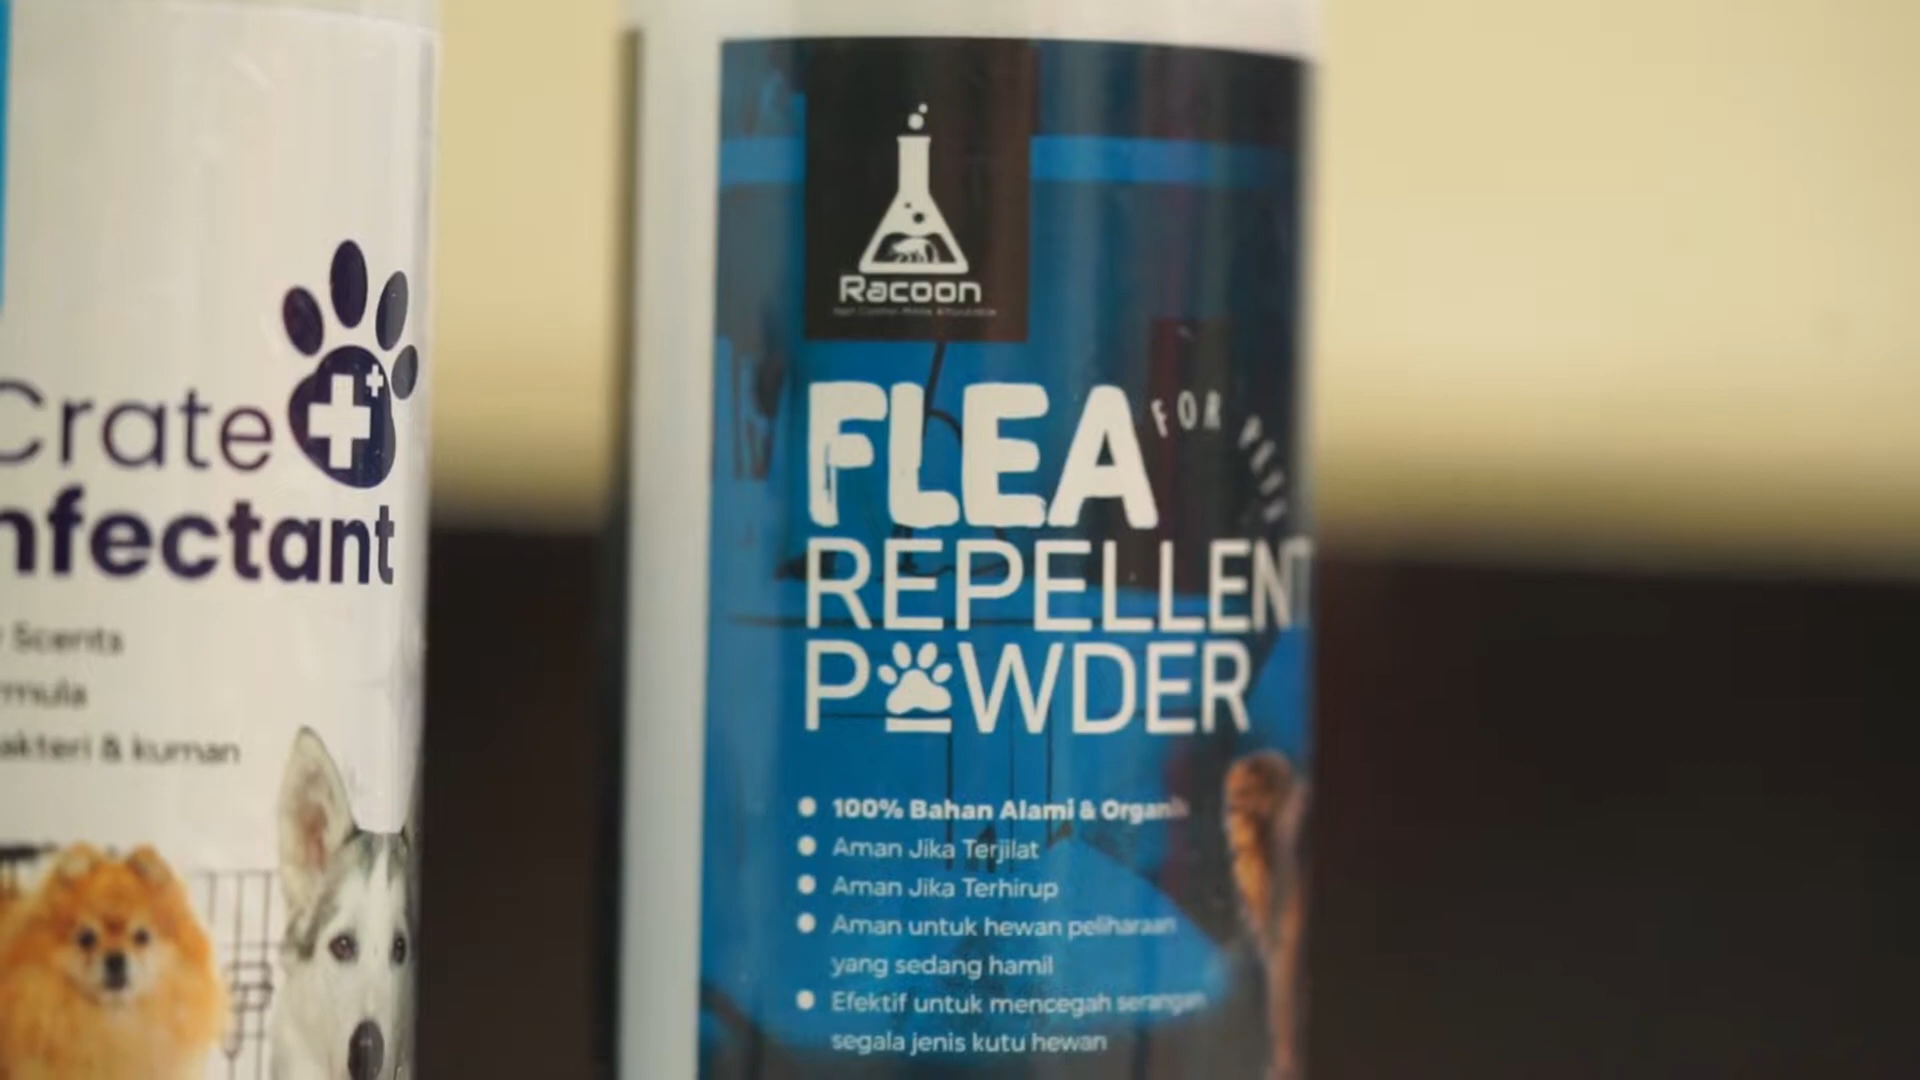 Crate
nfectant
Scents
rmula
akteri & kuman
Racoon
FLEA
FOR
REPELLENT
POWDER
100% Bahan Alami & Organik
Aman Jika Terjilat
Aman Jika Terhirup
Aman untuk hewan peliharaan
yang sedang hamil
Efektif untuk mencegah serangan
segala jenis kutu hewan